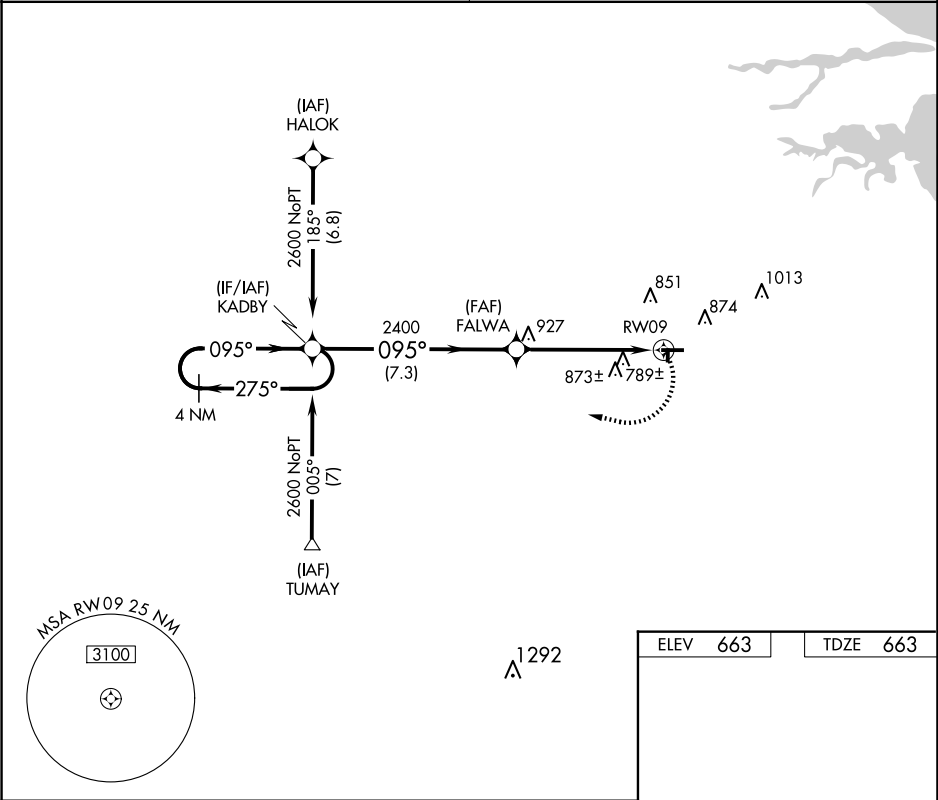 (IAF)
HALOK
2600 NoPT
185°
(6.8)
(IF/IAF)
KADBY
095°
275°
4 NM
2400
095°
(7.3)
(FAF)
FALWA
927
RW09
851
874
1013
873±
789±
2600 NoPT
005°
(7)
(IAF)
TUMAY
MSA RW09 25 NM
3100
1292
ELEV 663
TDZE 663